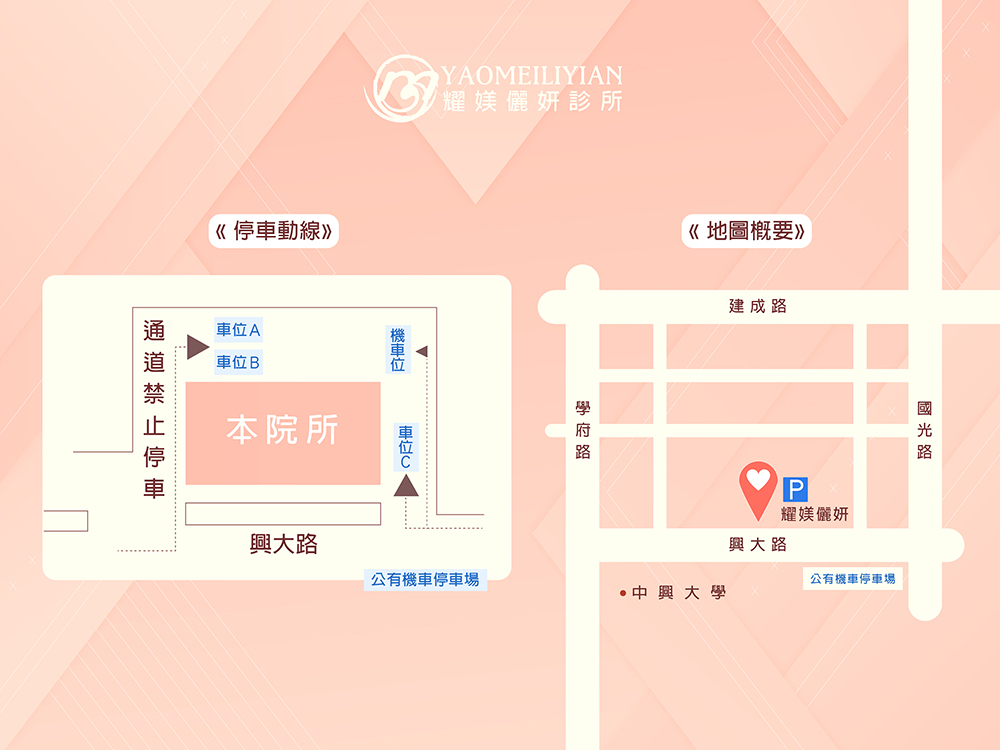 YAOMEILIYIAN
耀媄儷妍診所
《 停車動線》
《 地圖概要》
通道禁止停車
車位A
車位B
機車位
車位C
本院所
興大路
公有機車停車場
建成路
學府路
國光路
P
耀媄儷妍
興大路
公有機車停車場
中興大學